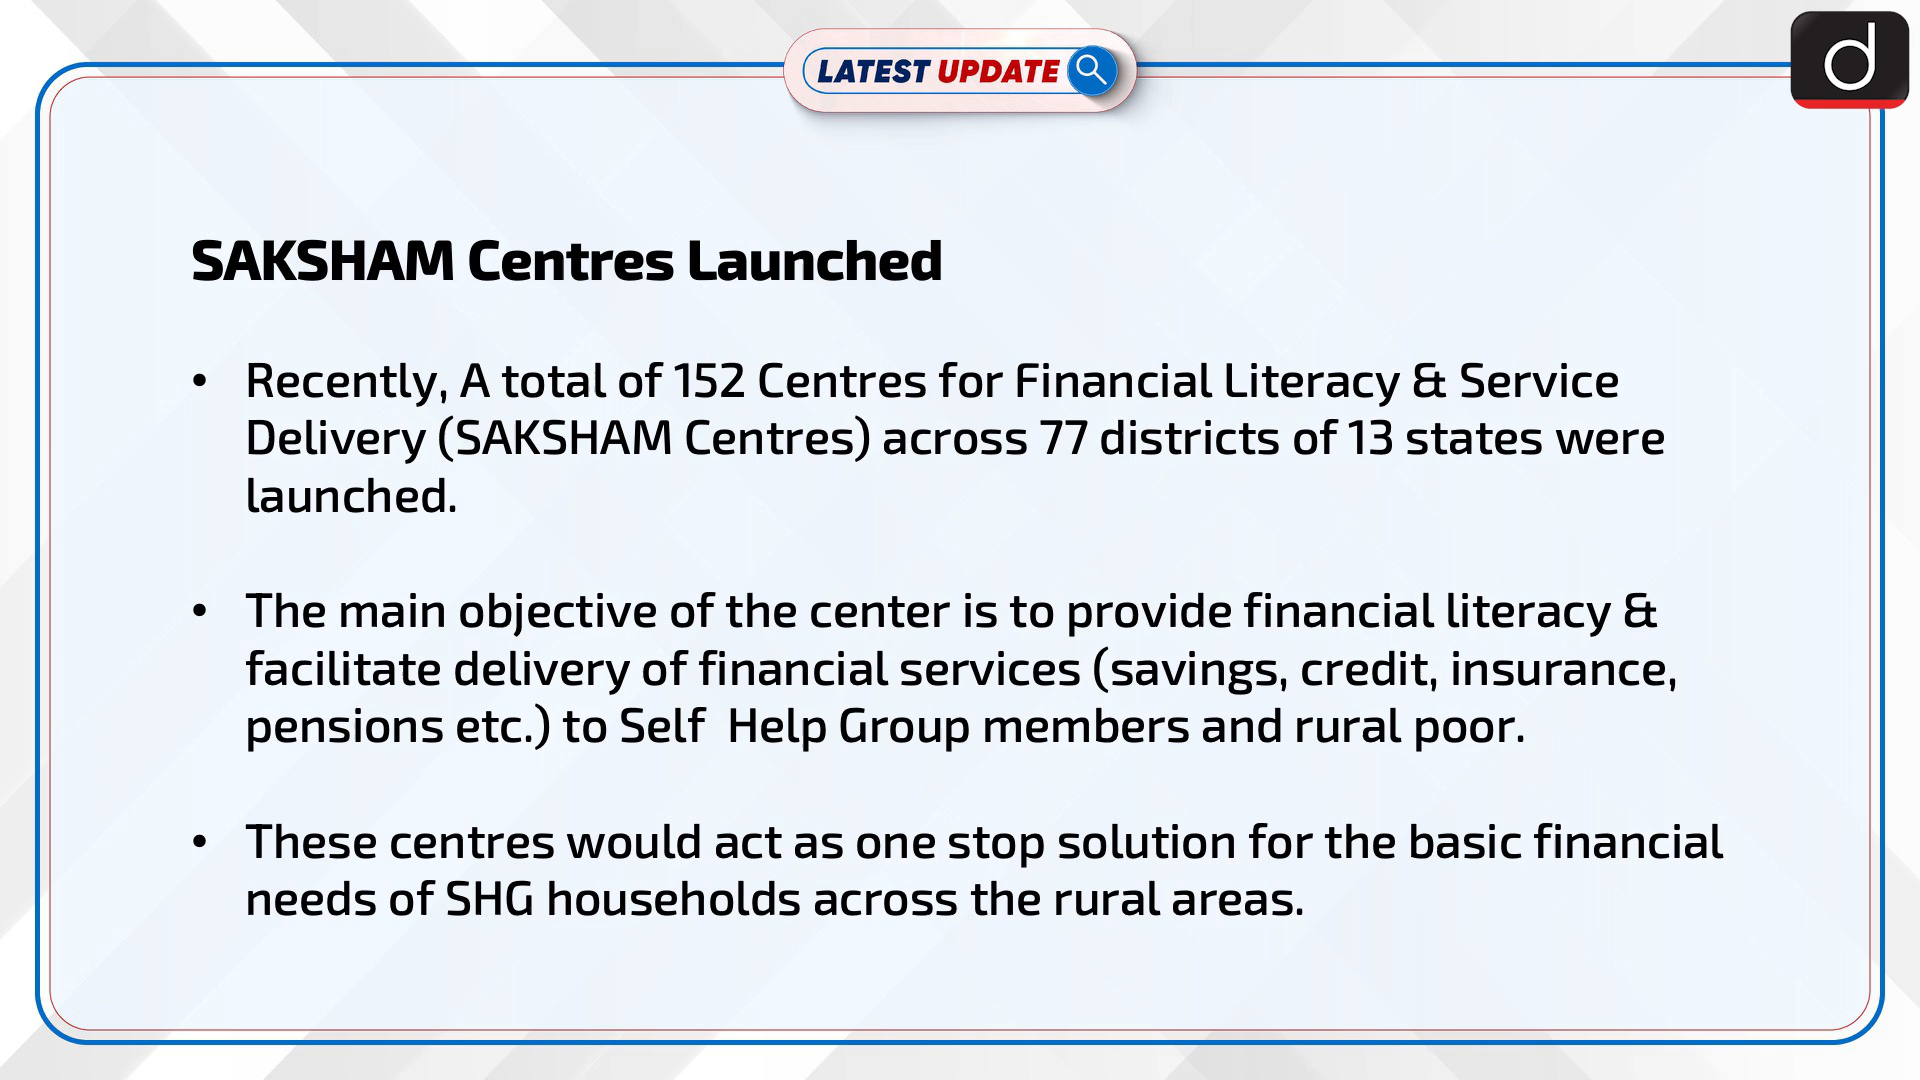 LATEST UPDATE
d
SAKSHAM Centres Launched
• Recently, A total of 152 Centres for Financial Literacy & Service
Delivery (SAKSHAM Centres) across 77 districts of 13 states were
launched.
• The main objective of the center is to provide financial literacy &
facilitate delivery of financial services (savings, credit, insurance,
pensions etc.) to Self  Help Group members and rural poor.
• These centres would act as one stop solution for the basic financial
needs of SHG households across the rural areas.